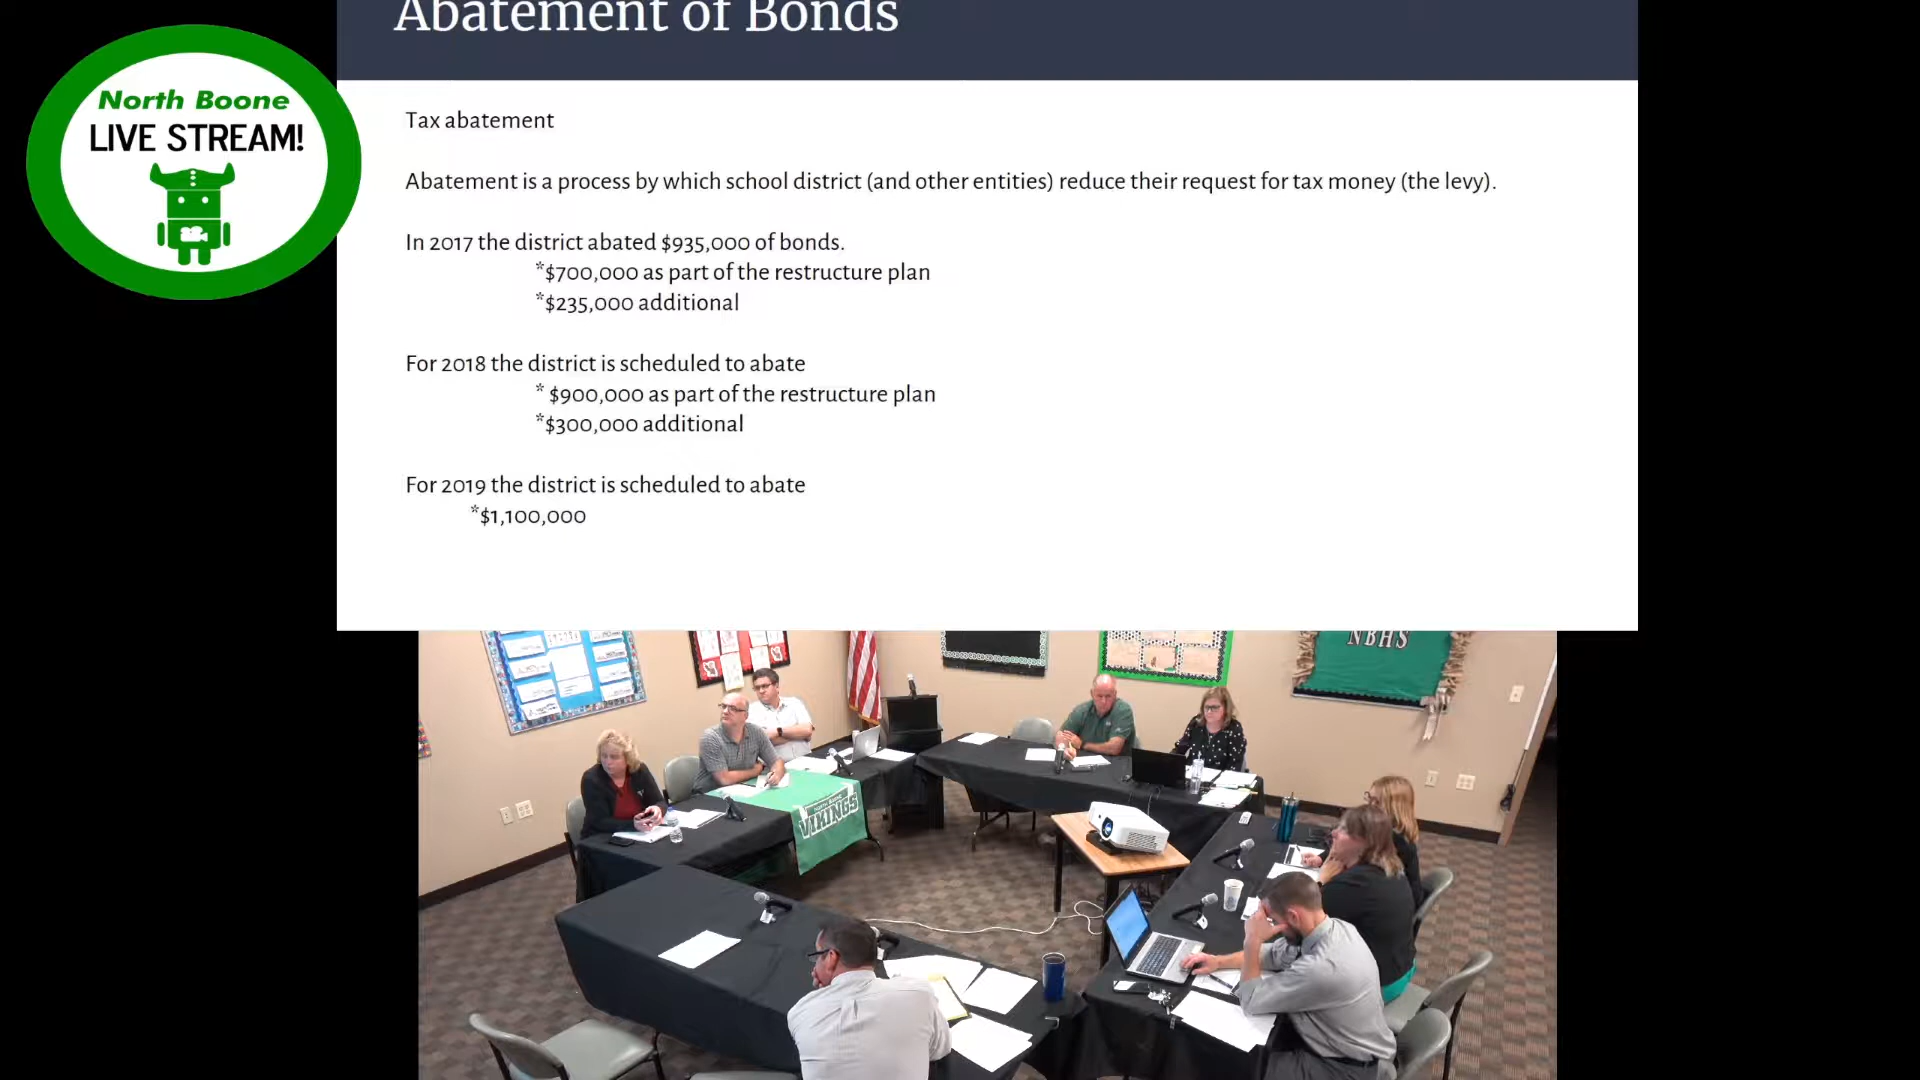 Abatement of Bonds
North Boone
LIVE STREAM!
Tax abatement
Abatement is a process by which school district (and other entities) reduce their request for tax money (the levy).
In 2017 the district abated $935,000 of bonds.
*$700,000 as part of the restructure plan
*$235,000 additional
For 2018 the district is scheduled to abate
* $900,000 as part of the restructure plan
*$300,000 additional
For 2019 the district is scheduled to abate
*$1,100,000
NBHS
NORTH BOONE
VIKINGS